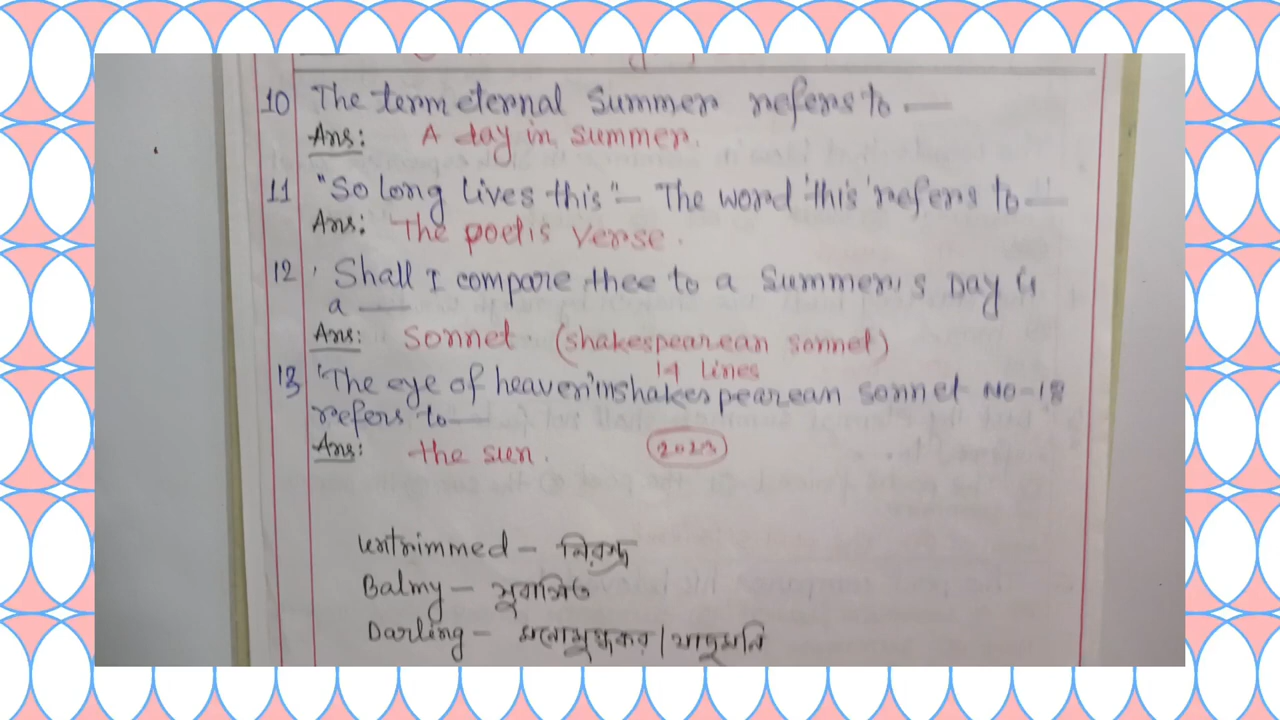 10 The term eternal Summer refers to —
Ans: A day in summer.
11 "So long lives this" — The word 'this' refers to —
Ans: The poet's verse.
12 'Shall I compare thee to a Summer's Day is
a —
Ans: Sonnet. (shakespearean sonnet)
14 lines
13 'The eye of heaven' in shakespearean sonnet NO-18
refers to —
Ans: the sun. 2023
Untrimmed –
Balmy – সুবাসিত
Darling – মনোমুগ্ধকর / যাদুমনি